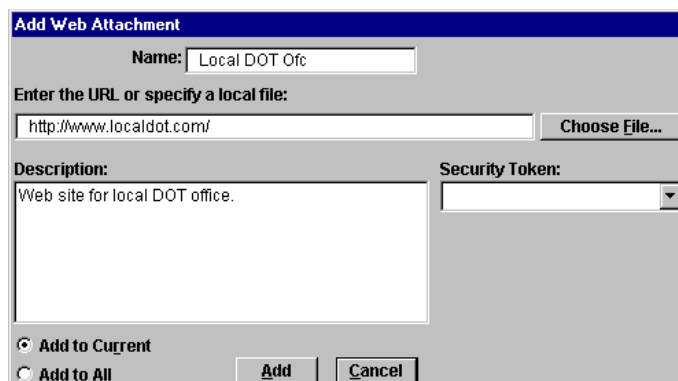 Add Web Attachment
Name: Local DOT Ofc
Enter the URL or specify a local file:
http://www.localdot.com/ Choose File...
Description: Security Token:
Web site for local DOT office.
Add to Current
Add to All Add Cancel